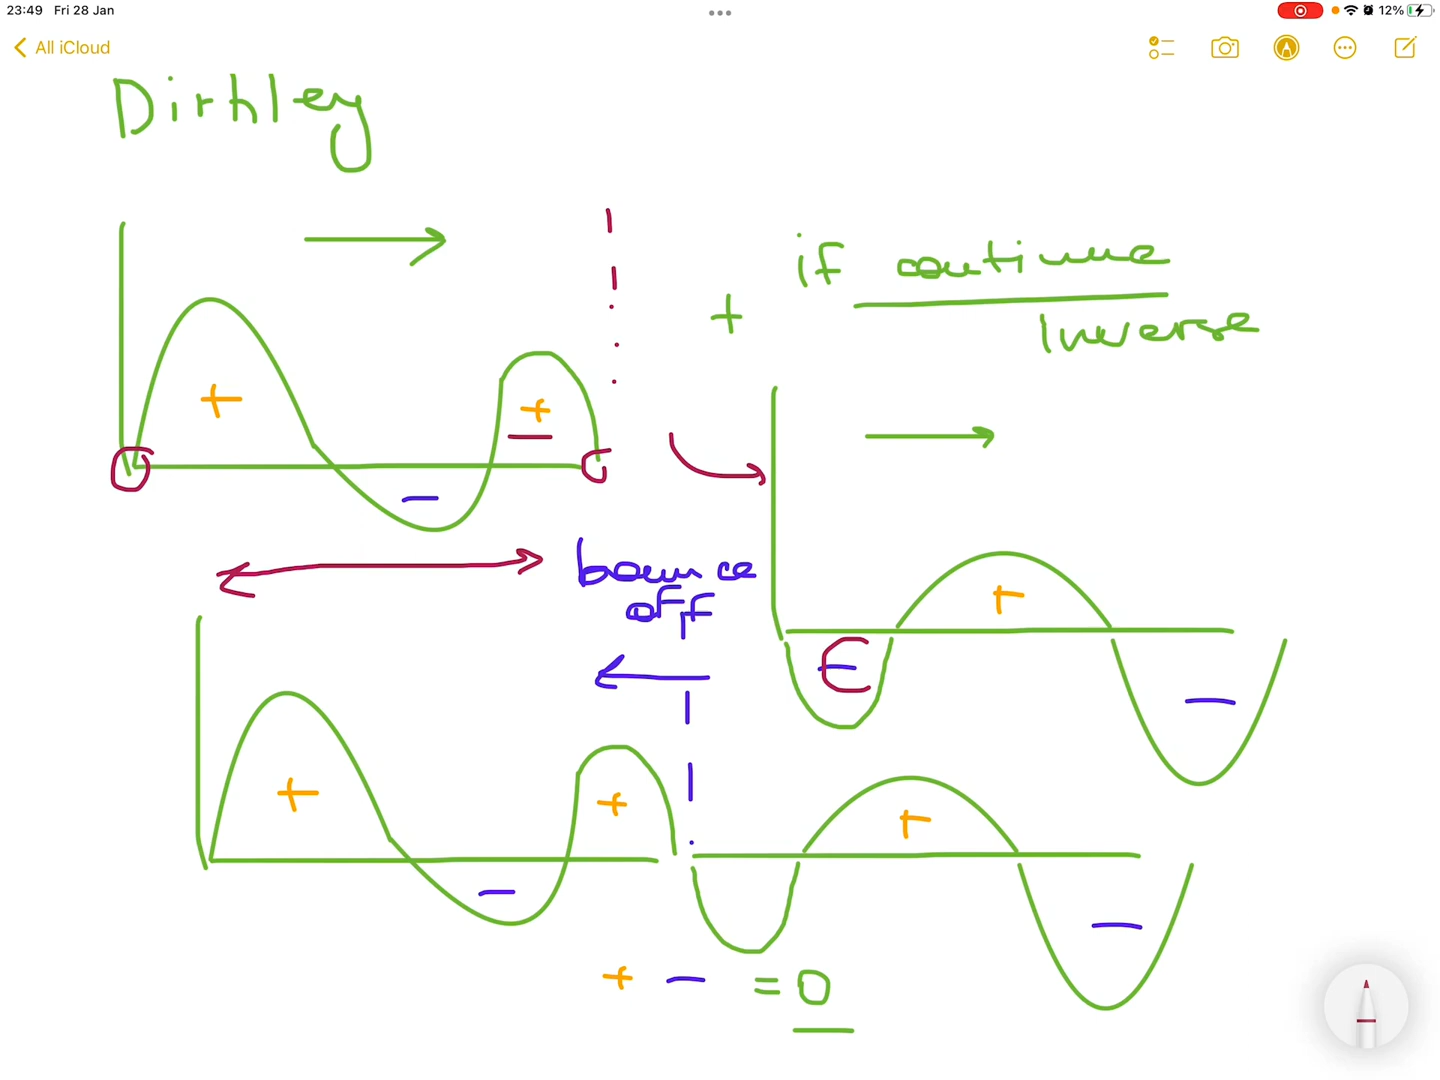 23:49 Fri 28 Jan
12%
All iCloud
Dirhley
+
if continue
Inverse
+
+
-
+
-
-
bounce
off
+
+
-
+
-
+ - = 0